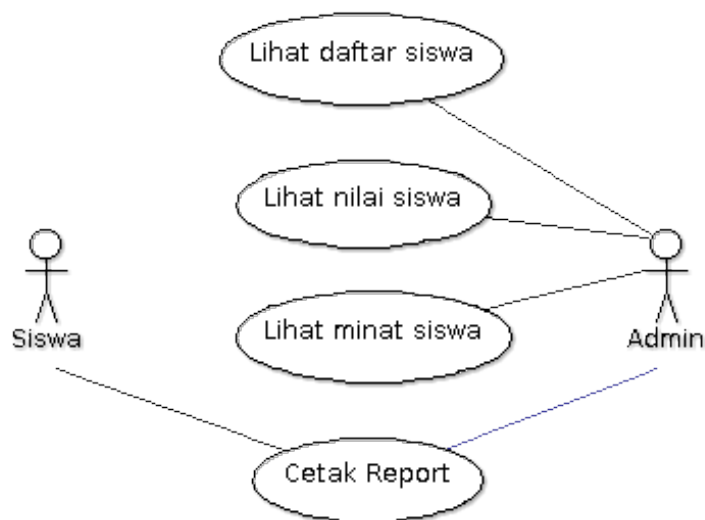 Lihat daftar siswa
Lihat nilai siswa
Lihat minat siswa
Siswa
Admin
Cetak Report